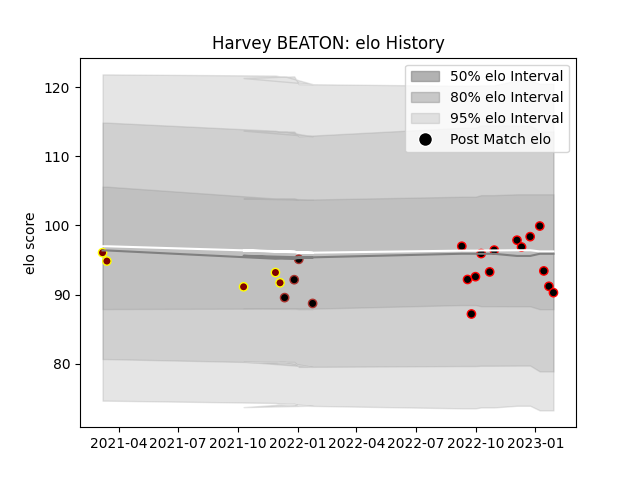 Harvey BEATON: elo History
50% elo Interval
80% elo Interval
95% elo Interval
Post Match elo
elo score
120
110
100
90
80
2021-04 2021-07 2021-10 2022-01 2022-04 2022-07 2022-10 2023-01